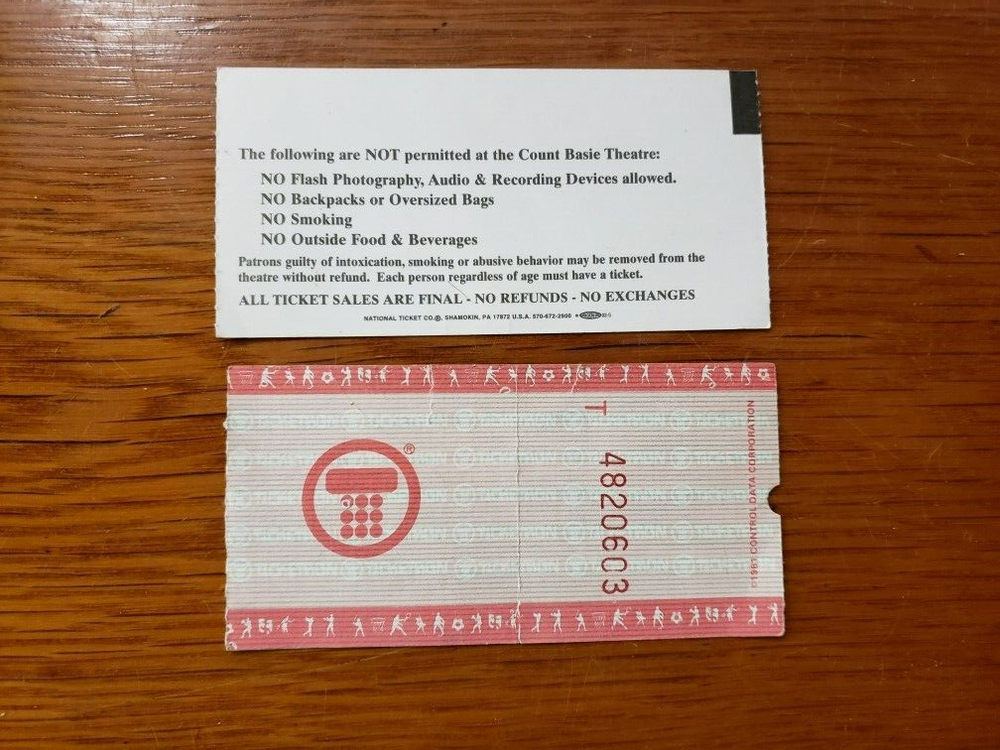 The following are NOT permitted at the Count Basie Theatre:
NO Flash Photography, Audio & Recording Devices allowed.
NO Backpacks or Oversized Bags
NO Smoking
NO Outside Food & Beverages
Patrons guilty of intoxication, smoking or abusive behavior may be removed from the
theatre without refund. Each person regardless of age must have a ticket.
ALL TICKET SALES ARE FINAL - NO REFUNDS - NO EXCHANGES
NATIONAL TICKET CO.®, SHAMOKIN, PA 17872 U.S.A. 570-672-2900
®
T 4820603
©1981 CONTROL DATA CORPORATION